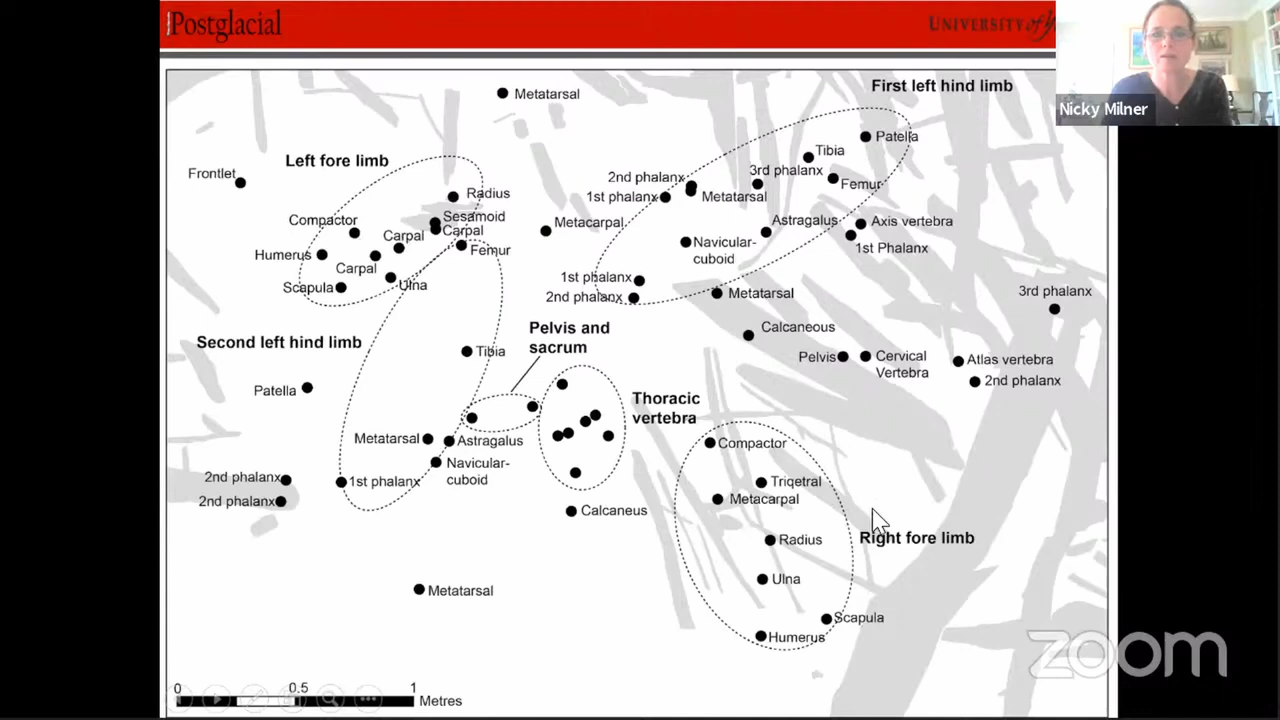 Postglacial
UNIVERSITY of
Nicky Milner
First left hind limb
Metatarsal
Patella
Tibia
Left fore limb
Frontlet
3rd phalanx
2nd phalanx
Femur
Radius
1st phalanx
Metatarsal
Sesamoid
Compactor
Metacarpal
Astragalus
Axis vertebra
Carpal
Carpal
Femur
Navicular-
cuboid
1st Phalanx
Humerus
Carpal
1st phalanx
Scapula
Ulna
2nd phalanx
Metatarsal
3rd phalanx
Calcaneous
Pelvis and
sacrum
Second left hind limb
Tibia
Pelvis
Cervical
Vertebra
Atlas vertebra
2nd phalanx
Patella
Thoracic
vertebra
Metatarsal
Astragalus
Compactor
Navicular-
cuboid
2nd phalanx
1st phalanx
Triqetral
2nd phalanx
Metacarpal
Calcaneus
Radius
Right fore limb
Ulna
Metatarsal
Scapula
Humerus
zoom
0 0.5 1
Metres